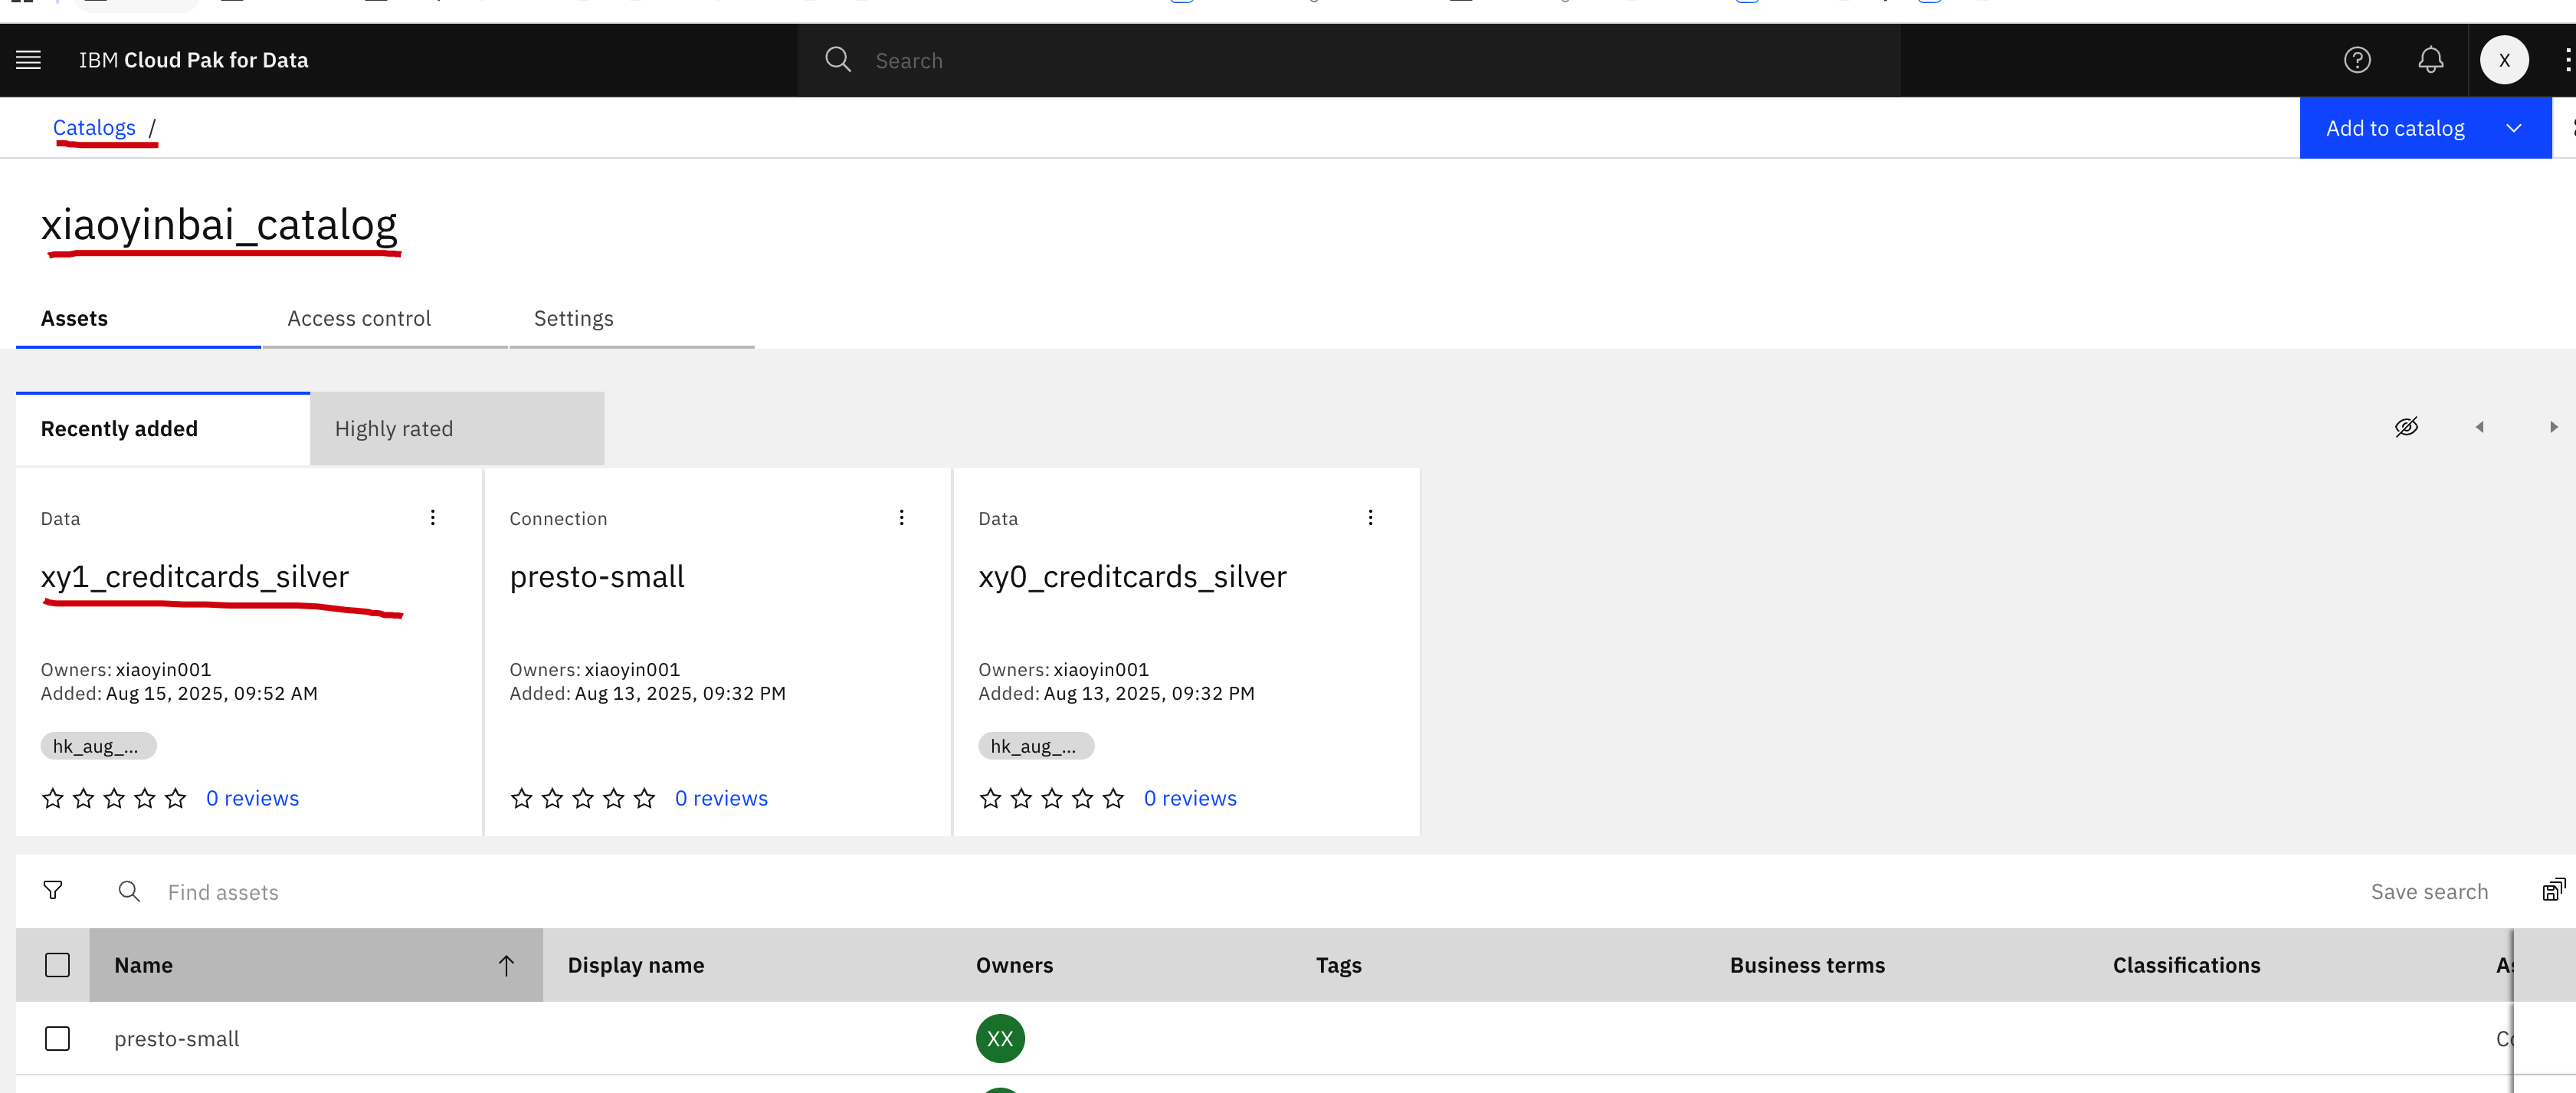 IBM Cloud Pak for Data
Search
X
Catalogs /
Add to catalog
xiaoyinbai_catalog
Assets
Access control
Settings
Recently added
Highly rated
Data
xy1_creditcards_silver
Owners: xiaoyin001
Added: Aug 15, 2025, 09:52 AM
hk_aug_...
0 reviews
Connection
presto-small
Owners: xiaoyin001
Added: Aug 13, 2025, 09:32 PM
0 reviews
Data
xy0_creditcards_silver
Owners: xiaoyin001
Added: Aug 13, 2025, 09:32 PM
hk_aug_...
0 reviews
Find assets
Save search
Name
Display name
Owners
Tags
Business terms
Classifications
presto-small
XX